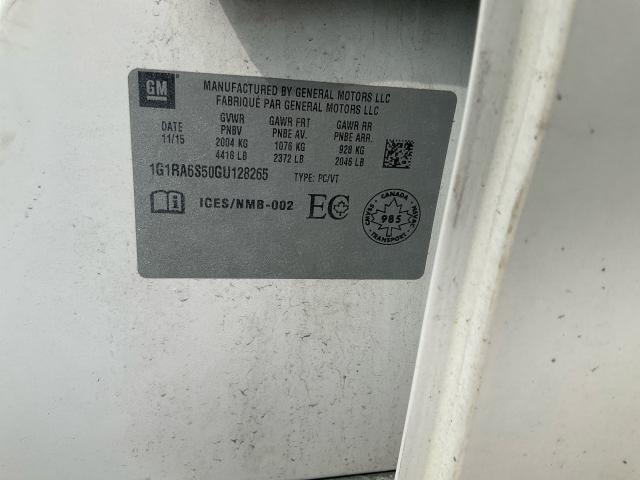 GM
MANUFACTURED BY GENERAL MOTORS LLC
FABRIQUÉ PAR GENERAL MOTORS LLC
DATE
11/15
GVWR
PNBV
2004 KG
4416 LB
GAWR FRT
PNBE AV.
1076 KG
2372 LB
GAWR RR
PNBE ARR.
928 KG
2046 LB
1G1RA6S50GU128265 TYPE: PC/VT
ICES/NMB-002
EC
CANADA
985
TRANSPORT